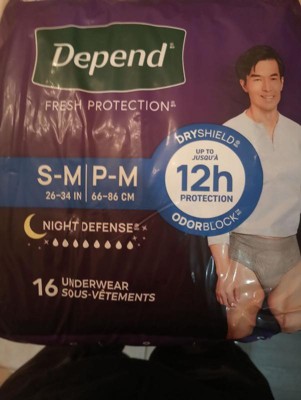 Depend®
FRESH PROTECTION
S-M P-M
26-34 IN 66-86 CM
NIGHT DEFENSE
DRYSHIELD
UP TO
JUSQU'À
12h
PROTECTION
ODORBLOCK
16 UNDERWEAR
SOUS-VÊTEMENTS